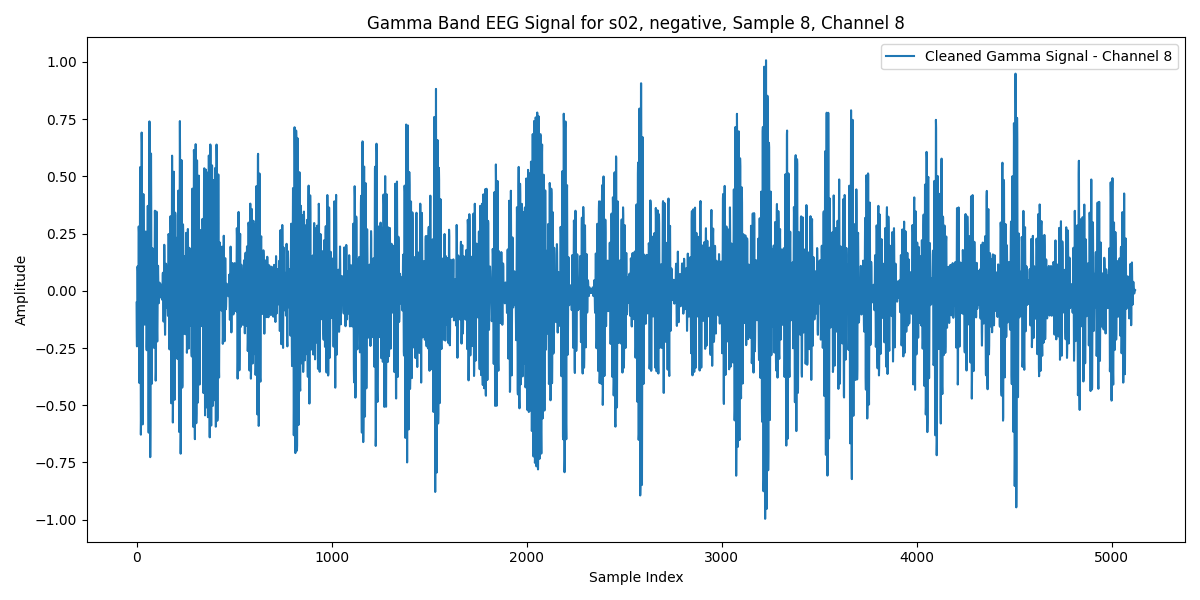 Gamma Band EEG Signal for s02, negative, Sample 8, Channel 8
Cleaned Gamma Signal - Channel 8
Amplitude
1.00
0.75
0.50
0.25
0.00
−0.25
−0.50
−0.75
−1.00
0 1000 2000 3000 4000 5000
Sample Index